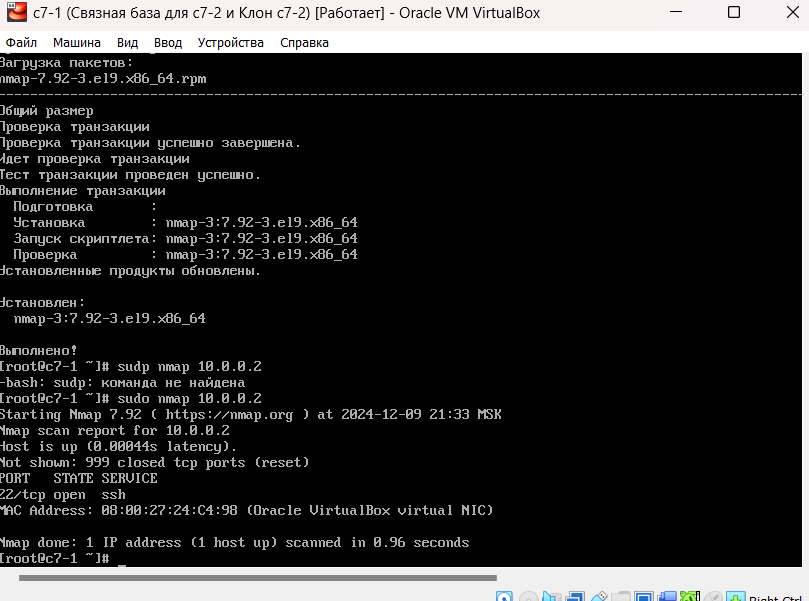 c7-1 (Связная база для c7-2 и Клон c7-2) [Работает] - Oracle VM VirtualBox
Файл Машина Вид Ввод Устройства Справка
Загрузка пакетов:
nmap-7.92-3.el9.x86_64.rpm
--------------------------------------------------------------------------------
Общий размер
Проверка транзакции
Проверка транзакции успешно завершена.
Идет проверка транзакции
Тест транзакции проведен успешно.
Выполнение транзакции
Подготовка :
Установка : nmap-3:7.92-3.el9.x86_64
Запуск скриптлета: nmap-3:7.92-3.el9.x86_64
Проверка : nmap-3:7.92-3.el9.x86_64
Установленные продукты обновлены.
Установлен:
nmap-3:7.92-3.el9.x86_64
Выполнено!
[root@c7-1 ~]# sudp nmap 10.0.0.2
-bash: sudp: команда не найдена
[root@c7-1 ~]# sudo nmap 10.0.0.2
Starting Nmap 7.92 ( https://nmap.org ) at 2024-12-09 21:33 MSK
Nmap scan report for 10.0.0.2
Host is up (0.00044s latency).
Not shown: 999 closed tcp ports (reset)
PORT STATE SERVICE
22/tcp open ssh
MAC Address: 08:00:27:24:C4:98 (Oracle VirtualBox virtual NIC)
Nmap done: 1 IP address (1 host up) scanned in 0.96 seconds
[root@c7-1 ~]# _
Right Ctrl